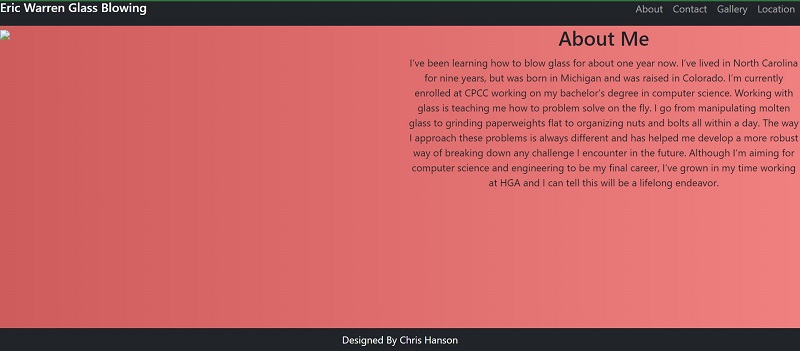 Eric Warren Glass Blowing
About Contact Gallery Location
About Me
I've been learning how to blow glass for about one year now. I've lived in North Carolina
for nine years, but was born in Michigan and was raised in Colorado. I'm currently
enrolled at CPCC working on my bachelor's degree in computer science. Working with
glass is teaching me how to problem solve on the fly. I go from manipulating molten
glass to grinding paperweights flat to organizing nuts and bolts all within a day. The way
I approach these problems is always different and has helped me develop a more robust
way of breaking down any challenge I encounter in the future. Although I'm aiming for
computer science and engineering to be my final career, I've grown in my time working
at HGA and I can tell this will be a lifelong endeavor.
Designed By Chris Hanson